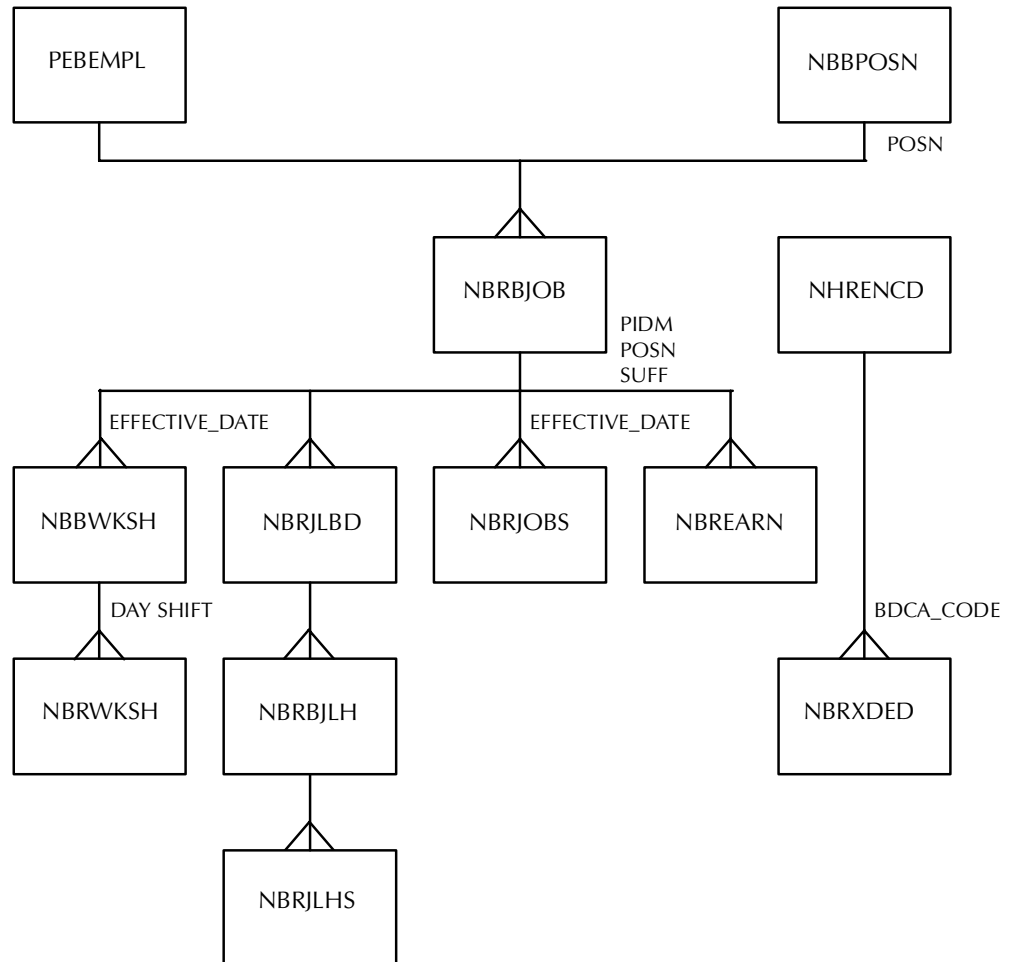 PEBEMPL
NBBPOSN
POSN
NBRBJOB
NHRENCD
PIDM
POSN
SUFF
EFFECTIVE_DATE
EFFECTIVE_DATE
NBBWKSH
NBRJLBD
NBRJOBS
NBREARN
DAY SHIFT
BDCA_CODE
NBRWKSH
NBRBJLH
NBRXDED
NBRJLHS